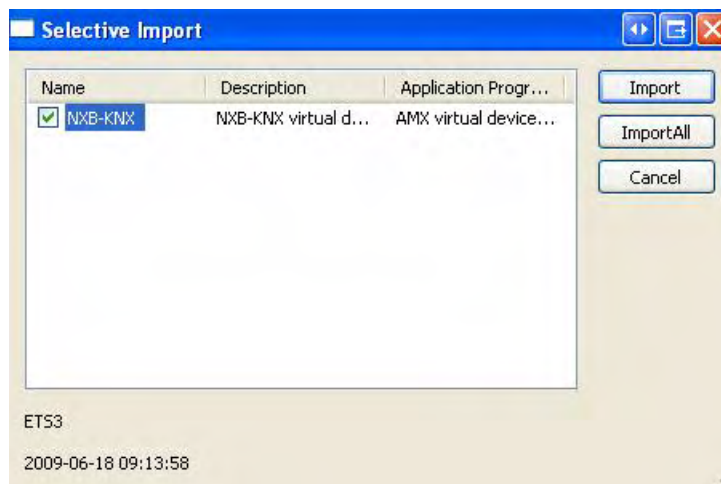 Selective Import
Name Description Application Progr...
NXB-KNX NXB-KNX virtual d... AMX virtual device...
Import
ImportAll
Cancel
ETS3
2009-06-18 09:13:58